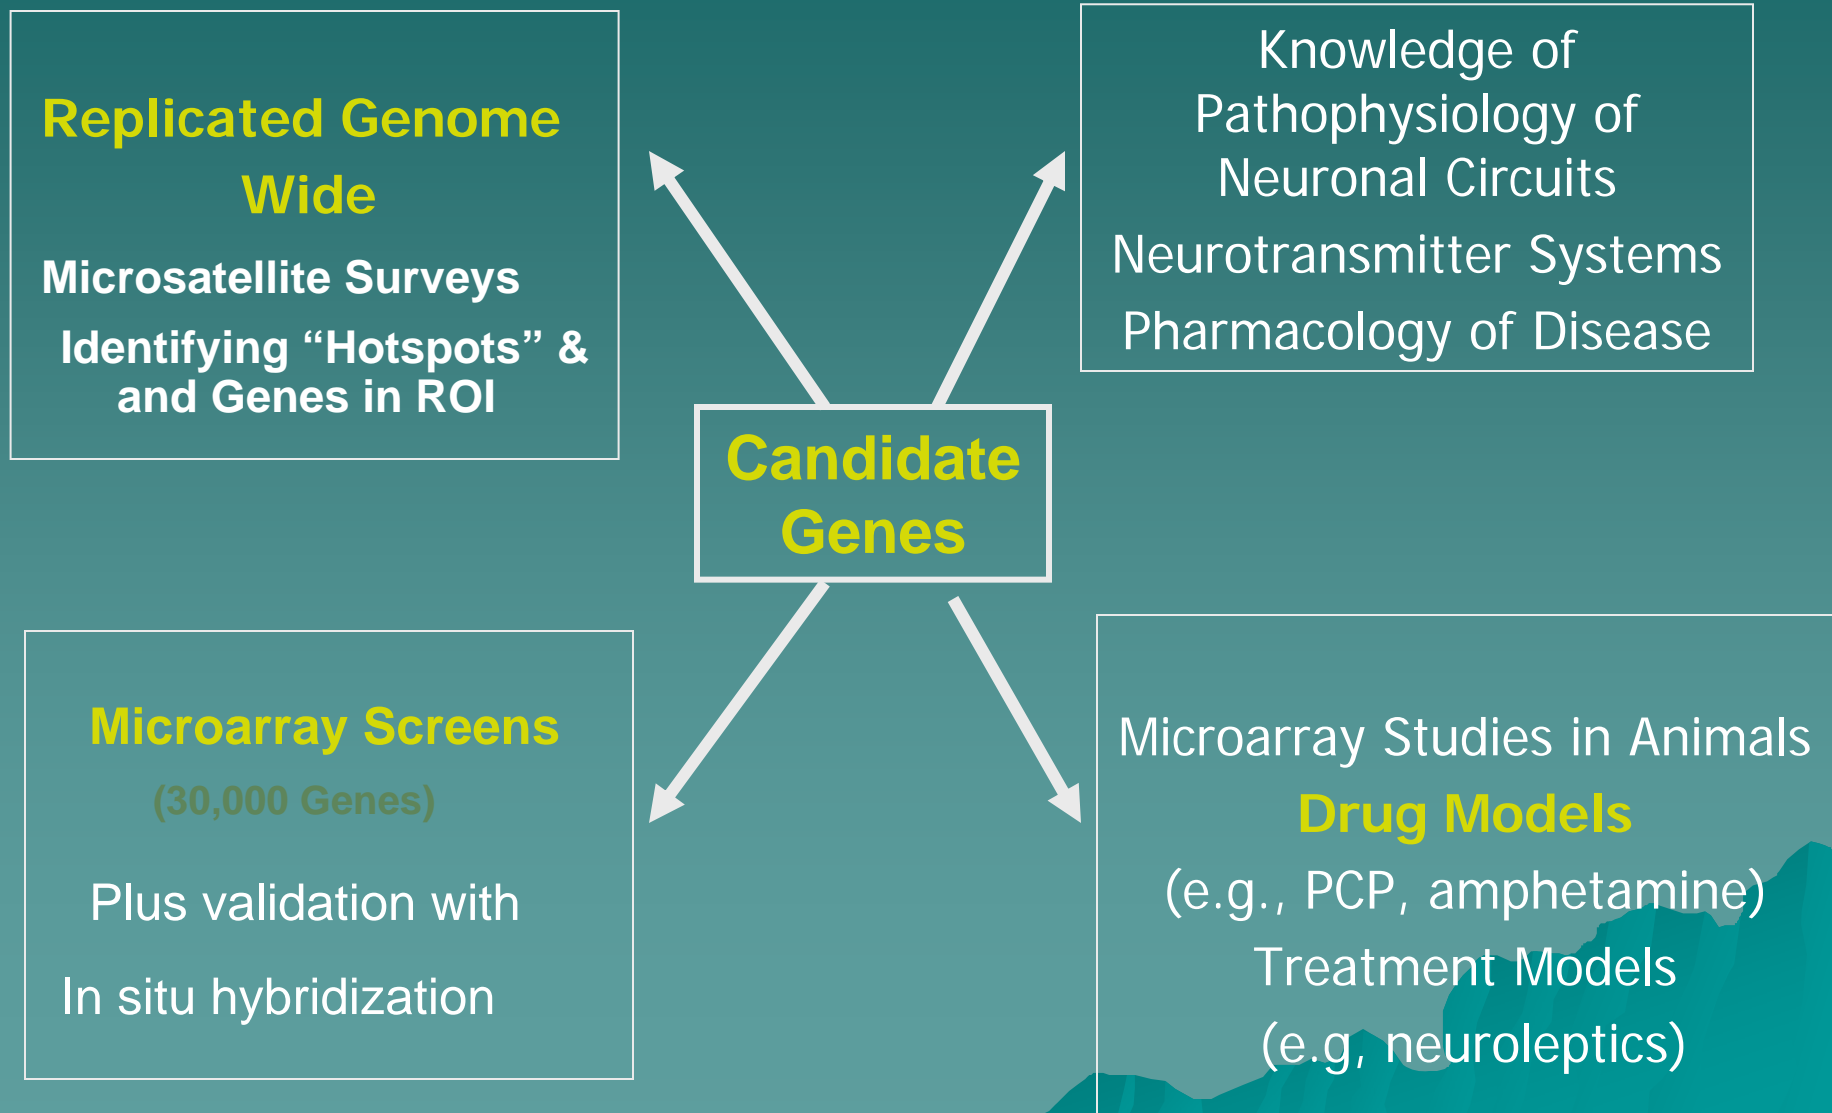 Replicated Genome
Wide
Microsatellite Surveys
Identifying “Hotspots” &
and Genes in ROI
Knowledge of
Pathophysiology of
Neuronal Circuits
Neurotransmitter Systems
Pharmacology of Disease
Candidate
Genes
Microarray Screens
(30,000 Genes)
Plus validation with
In situ hybridization
Microarray Studies in Animals
Drug Models
(e.g., PCP, amphetamine)
Treatment Models
(e.g, neuroleptics)